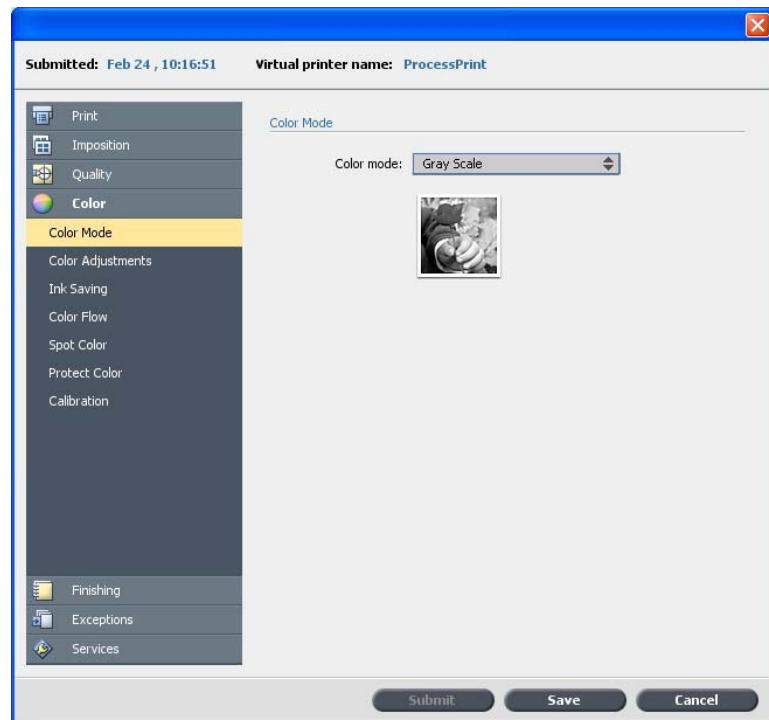 Submitted: Feb 24 , 10:16:51 Virtual printer name: ProcessPrint
Print
Imposition
Quality
Color
Color Mode
Color Adjustments
Ink Saving
Color Flow
Spot Color
Protect Color
Calibration
Finishing
Exceptions
Services
Color Mode
Color mode: Gray Scale
Submit Save Cancel